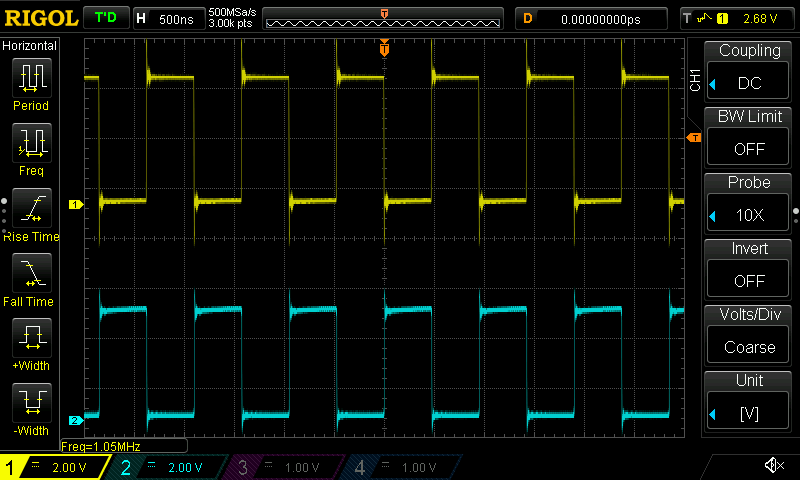 RIGOL T'D H 500ns 500MSa/s 3.00k pts T D 0.00000000ps T 1 2.68 V
Horizontal
Period
Freq
Rise Time
Fall Time
+Width
-Width
T
1
2
Freq=1.05MHz
CH1
Coupling
DC
BW Limit
OFF
Probe
10X
Invert
OFF
Volts/Div
Coarse
Unit
[V]
1 2.00 V 2 2.00 V 3 1.00 V 4 1.00 V